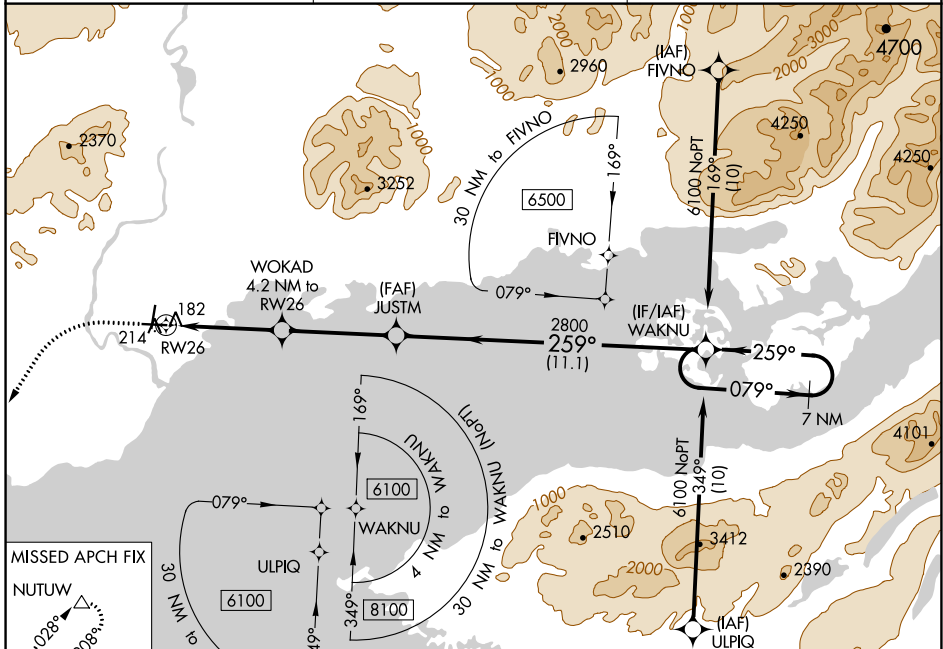 2000
1000
2960
(IAF)
FIVNO
3000
2000
4700
2370
1000
3252
4250
4250
30 NM to FIVNO
169°
6500
FIVNO
079°
6100 NoPT
169°
(10)
WOKAD
4.2 NM to
RW26
(FAF)
JUSTM
(IF/IAF)
WAKNU
182
214
RW26
2800
259°
(11.1)
259°
079°
7 NM
169°
6100
WAKNU
4 NM to WAKNU
30 NM to WAKNU (NoPT)
8100
349°
079°
ULPIQ
6100
30 NM to
6100 NoPT
349°
(10)
4101
1000
2510
3412
2000
2390
(IAF)
ULPIQ
MISSED APCH FIX
NUTUW
028°